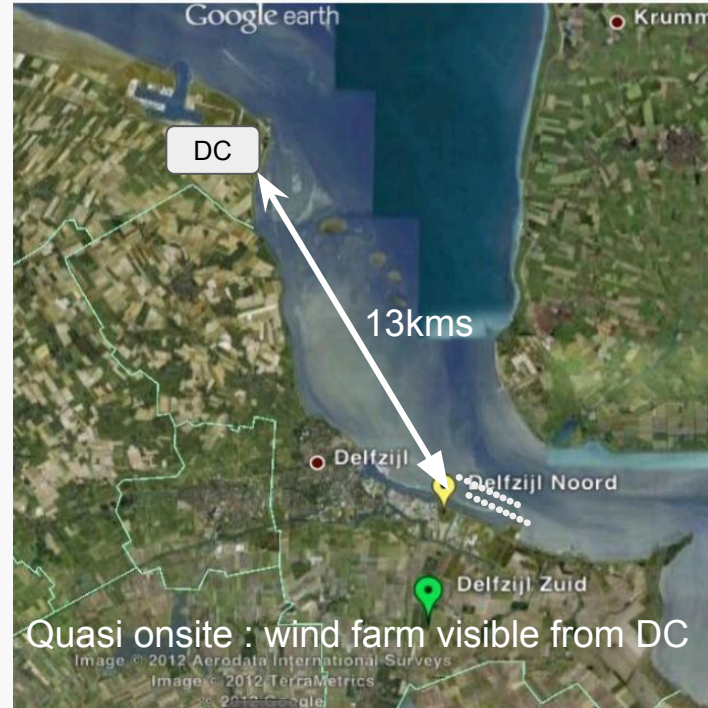 Google earth
Krumm
DC
13kms
Delfzijl
Delfzijl Noord
Delfzijl Zuid
Quasi onsite : wind farm visible from DC
Image © 2012 Aerodata International Surveys
Image © 2012 TerraMetrics
© 2012 Google